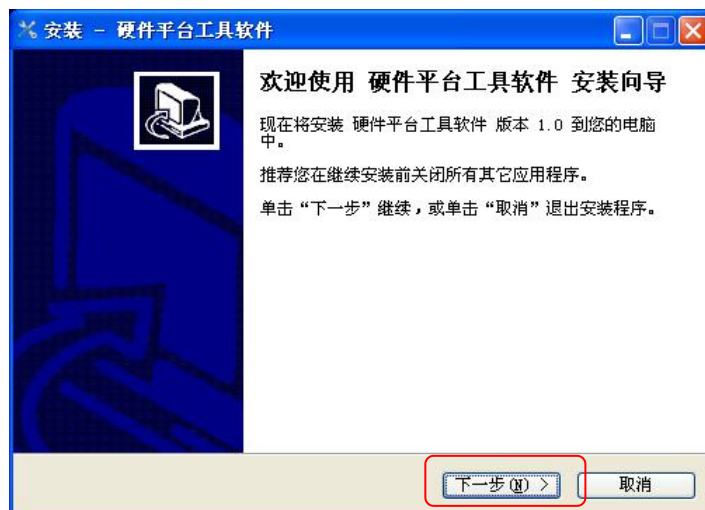 安装 - 硬件平台工具软件
欢迎使用 硬件平台工具软件 安装向导
现在将安装 硬件平台工具软件 版本 1.0 到您的电脑
中。
推荐您在继续安装前关闭所有其它应用程序。
单击“下一步”继续，或单击“取消”退出安装程序。
下一步(N) > 取消